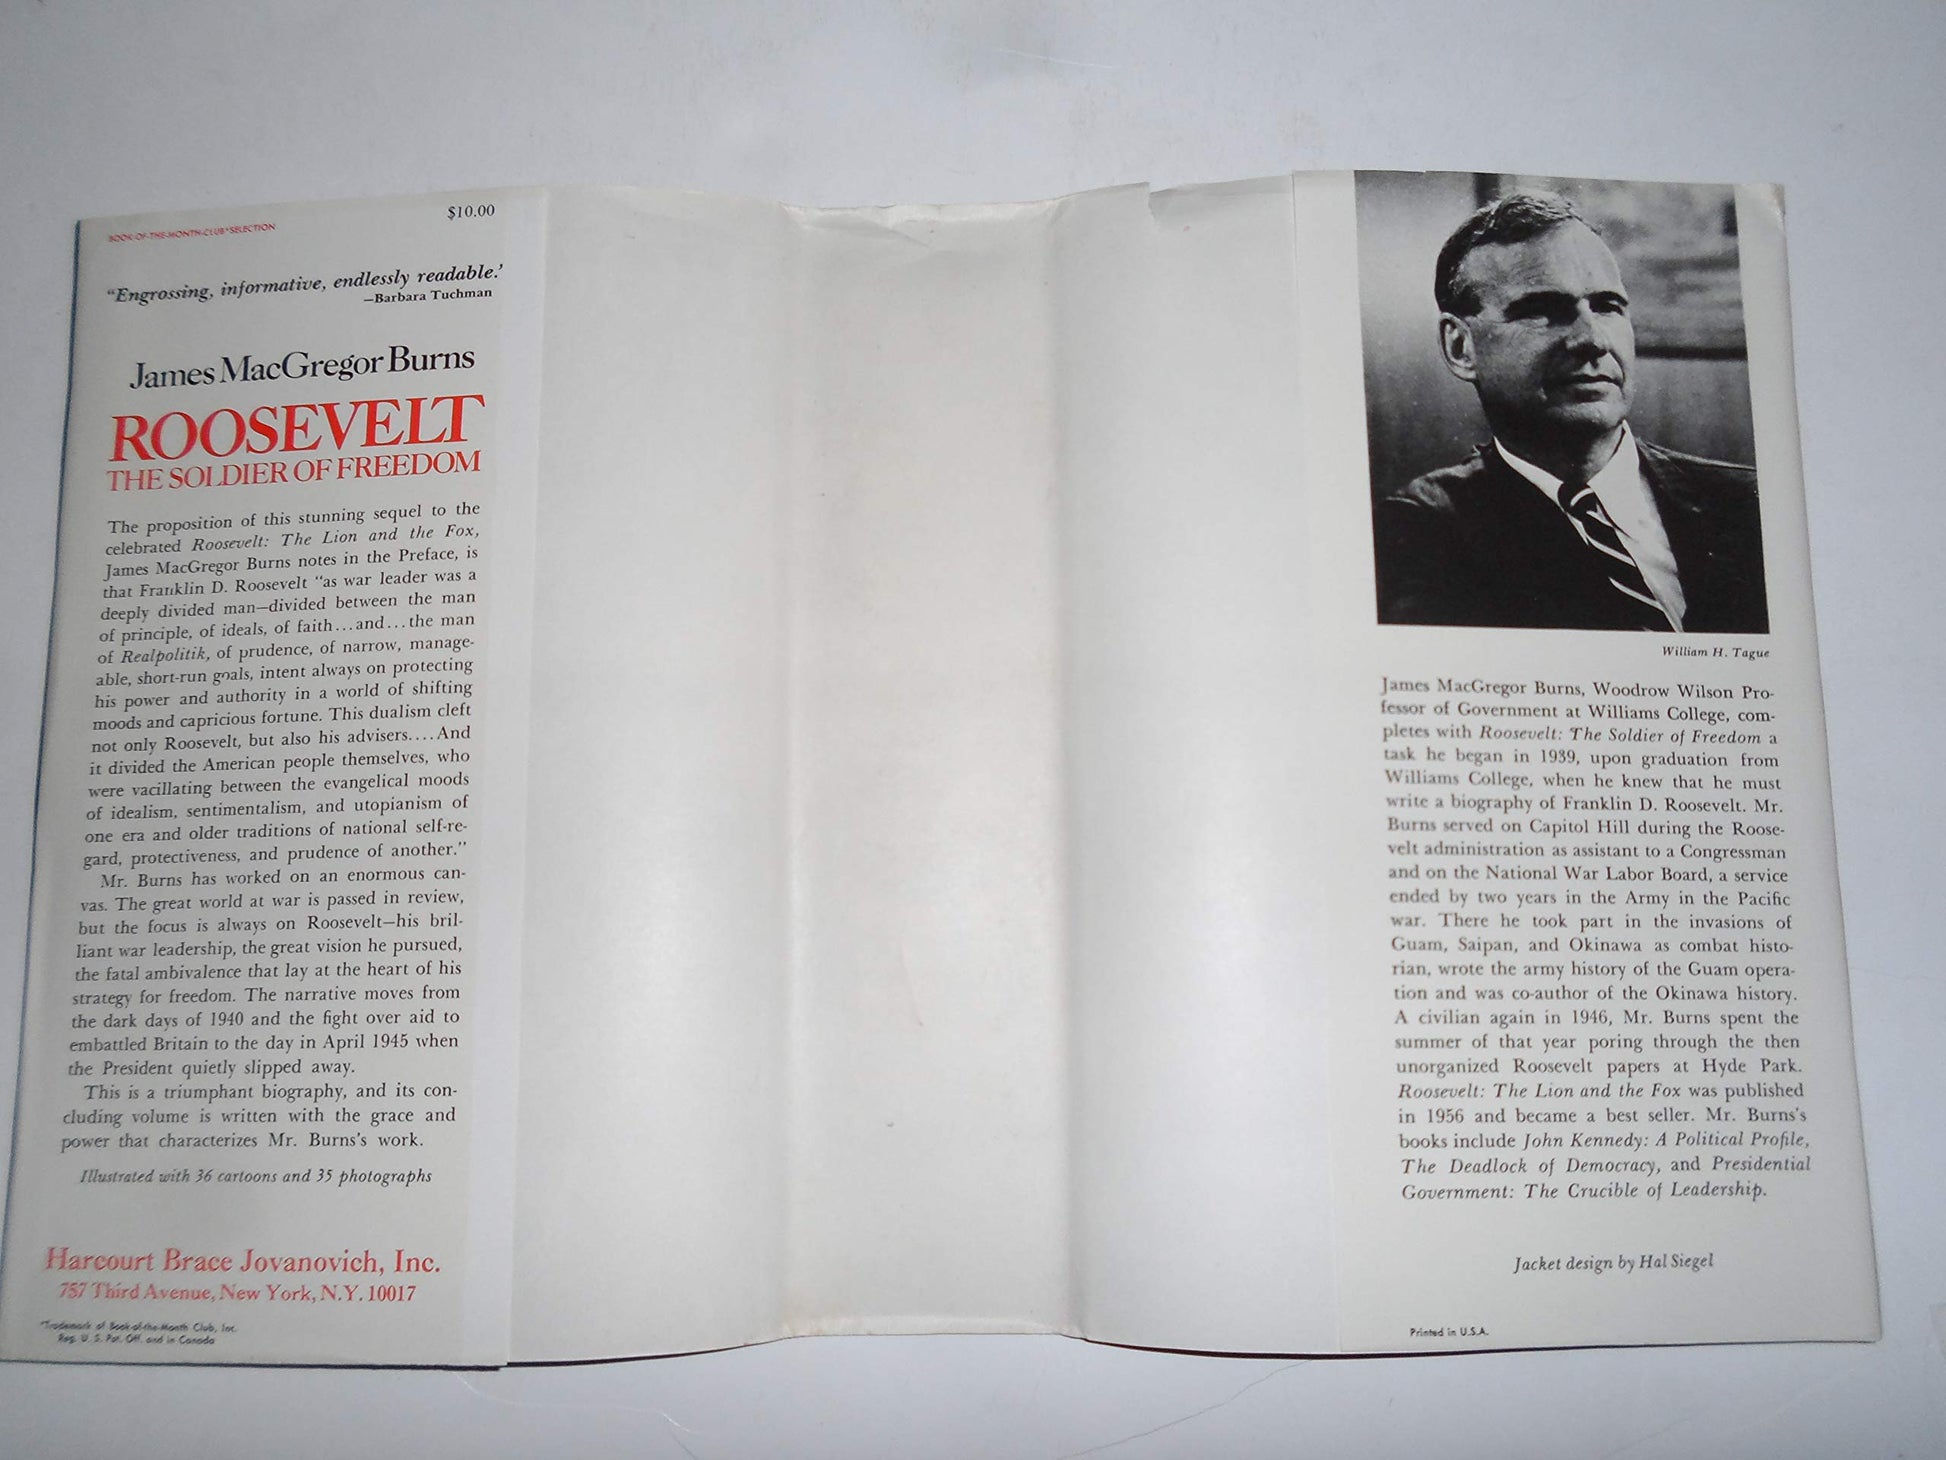 BOOK-OF-THE-MONTH-CLUB*SELECTION
$10.00
"Engrossing, informative, endlessly readable.'
—Barbara Tuchman
James MacGregor Burns
ROOSEVELT
THE SOLDIER OF FREEDOM
The proposition of this stunning sequel to the
celebrated Roosevelt: The Lion and the Fox,
James MacGregor Burns notes in the Preface, is
that Franklin D. Roosevelt "as war leader was a
deeply divided man—divided between the man
of principle, of ideals, of faith...and...the man
of Realpolitik, of prudence, of narrow, manage-
able, short-run goals, intent always on protecting
his power and authority in a world of shifting
moods and capricious fortune. This dualism cleft
not only Roosevelt, but also his advisers....And
it divided the American people themselves, who
were vacillating between the evangelical moods
of idealism, sentimentalism, and utopianism of
one era and older traditions of national self-re-
gard, protectiveness, and prudence of another."
Mr. Burns has worked on an enormous can-
vas. The great world at war is passed in review,
but the focus is always on Roosevelt—his bril-
liant war leadership, the great vision he pursued,
the fatal ambivalence that lay at the heart of his
strategy for freedom. The narrative moves from
the dark days of 1940 and the fight over aid to
embattled Britain to the day in April 1945 when
the President quietly slipped away.
This is a triumphant biography, and its con-
cluding volume is written with the grace and
power that characterizes Mr. Burns's work.
Illustrated with 36 cartoons and 35 photographs
Harcourt Brace Jovanovich, Inc.
757 Third Avenue, New York, N.Y. 10017
*Trademark of Book-of-the-Month Club, Inc.
Reg. U. S. Pat. Off. and in Canada
William H. Tague
James MacGregor Burns, Woodrow Wilson Pro-
fessor of Government at Williams College, com-
pletes with Roosevelt: The Soldier of Freedom a
task he began in 1939, upon graduation from
Williams College, when he knew that he must
write a biography of Franklin D. Roosevelt. Mr.
Burns served on Capitol Hill during the Roose-
velt administration as assistant to a Congressman
and on the National War Labor Board, a service
ended by two years in the Army in the Pacific
war. There he took part in the invasions of
Guam, Saipan, and Okinawa as combat histo-
rian, wrote the army history of the Guam opera-
tion and was co-author of the Okinawa history.
A civilian again in 1946, Mr. Burns spent the
summer of that year poring through the then
unorganized Roosevelt papers at Hyde Park.
Roosevelt: The Lion and the Fox was published
in 1956 and became a best seller. Mr. Burns's
books include John Kennedy: A Political Profile,
The Deadlock of Democracy, and Presidential
Government: The Crucible of Leadership.
Jacket design by Hal Siegel
Printed in U.S.A.